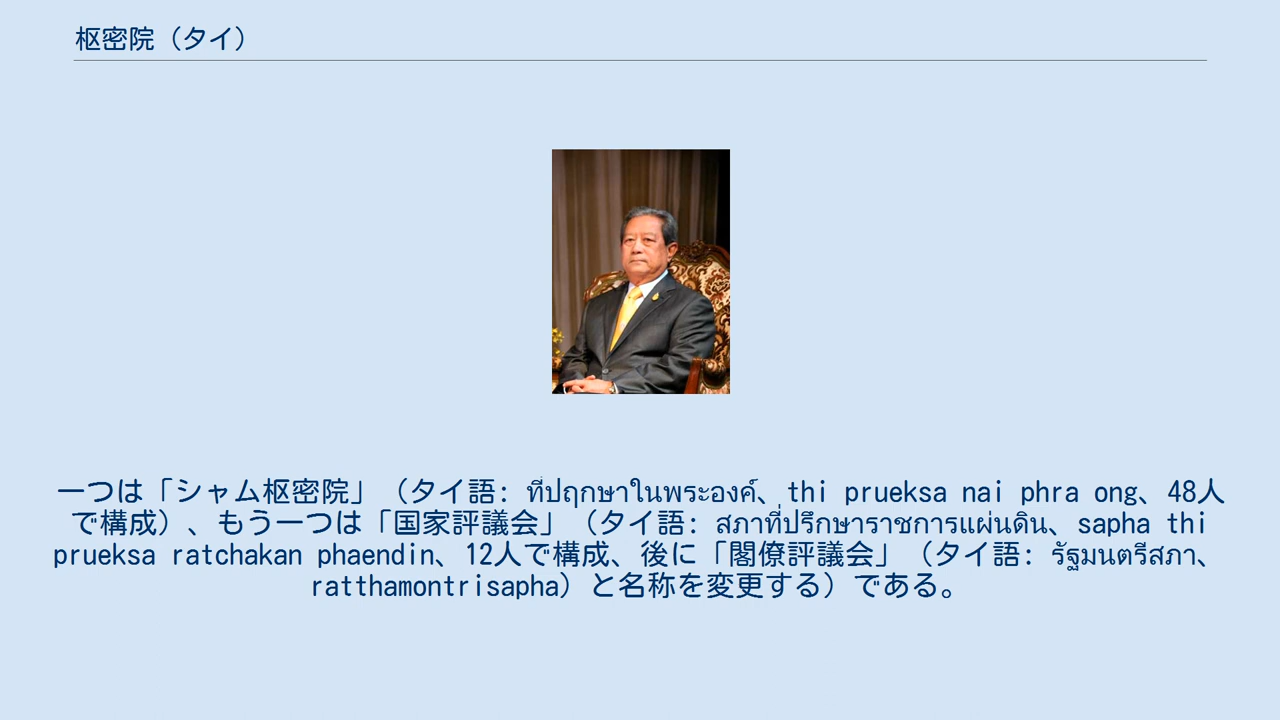 枢密院（タイ）
一つは「シャム枢密院」（タイ語: ที่ปฤกษาในพระองค์、thi prueksa nai phra ong、48人
で構成）、もう一つは「国家評議会」（タイ語: สภาที่ปรึกษาราชการแผ่นดิน、sapha thi
prueksa ratchakan phaendin、12人で構成、後に「閣僚評議会」（タイ語: รัฐมนตรีสภา、
ratthamontrisapha）と名称を変更する）である。